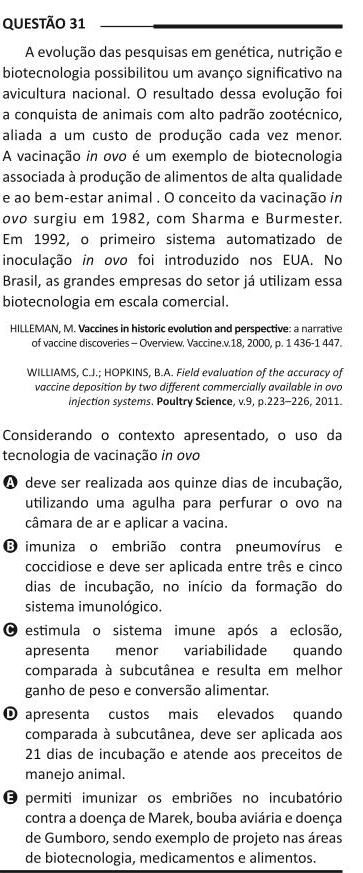 QUESTÃO 31
A evolução das pesquisas em genética, nutrição e
biotecnologia possibilitou um avanço significativo na
avicultura nacional. O resultado dessa evolução foi
a conquista de animais com alto padrão zootécnico,
aliada a um custo de produção cada vez menor.
A vacinação in ovo é um exemplo de biotecnologia
associada à produção de alimentos de alta qualidade
e ao bem-estar animal . O conceito da vacinação in
ovo surgiu em 1982, com Sharma e Burmester.
Em 1992, o primeiro sistema automatizado de
inoculação in ovo foi introduzido nos EUA. No
Brasil, as grandes empresas do setor já utilizam essa
biotecnologia em escala comercial.
HILLEMAN, M. Vaccines in historic evolution and perspective: a narrative
of vaccine discoveries – Overview. Vaccine.v.18, 2000, p. 1 436-1 447.
WILLIAMS, C.J.; HOPKINS, B.A. Field evaluation of the accuracy of
vaccine deposition by two different commercially available in ovo
injection systems. Poultry Science, v.9, p.223–226, 2011.
Considerando o contexto apresentado, o uso da
tecnologia de vacinação in ovo
A deve ser realizada aos quinze dias de incubação,
utilizando uma agulha para perfurar o ovo na
câmara de ar e aplicar a vacina.
B imuniza o embrião contra pneumovírus e
coccidiose e deve ser aplicada entre três e cinco
dias de incubação, no início da formação do
sistema imunológico.
C estimula o sistema imune após a eclosão,
apresenta menor variabilidade quando
comparada à subcutânea e resulta em melhor
ganho de peso e conversão alimentar.
D apresenta custos mais elevados quando
comparada à subcutânea, deve ser aplicada aos
21 dias de incubação e atende aos preceitos de
manejo animal.
E permiti imunizar os embriões no incubatório
contra a doença de Marek, bouba aviária e doença
de Gumboro, sendo exemplo de projeto nas áreas
de biotecnologia, medicamentos e alimentos.